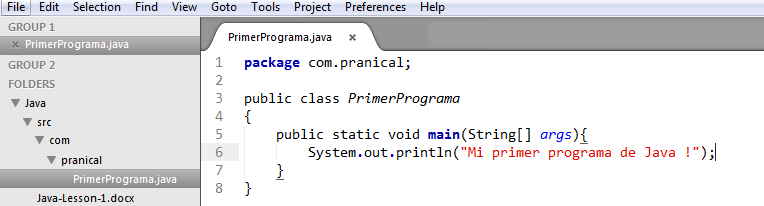 File Edit Selection Find View Goto Tools Project Preferences Help
GROUP 1
PrimerPrograma.java
GROUP 2
FOLDERS
Java
src
com
pranical
PrimerPrograma.java
Java-Lesson-1.docx
PrimerPrograma.java
1 package com.pranical;
2
3 public class PrimerPrograma
4 {
5     public static void main(String[] args){
6         System.out.println("Mi primer programa de Java !");
7     }
8 }